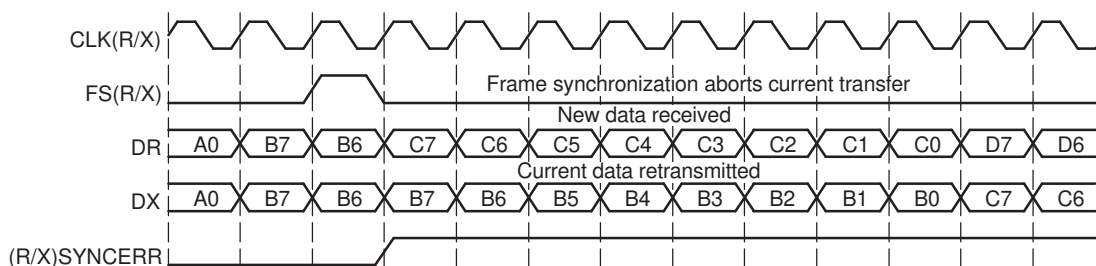 CLK(R/X)
FS(R/X)
Frame synchronization aborts current transfer
New data received
DR A0 B7 B6 C7 C6 C5 C4 C3 C2 C1 C0 D7 D6
Current data retransmitted
DX A0 B7 B6 B7 B6 B5 B4 B3 B2 B1 B0 C7 C6
(R/X)SYNCERR